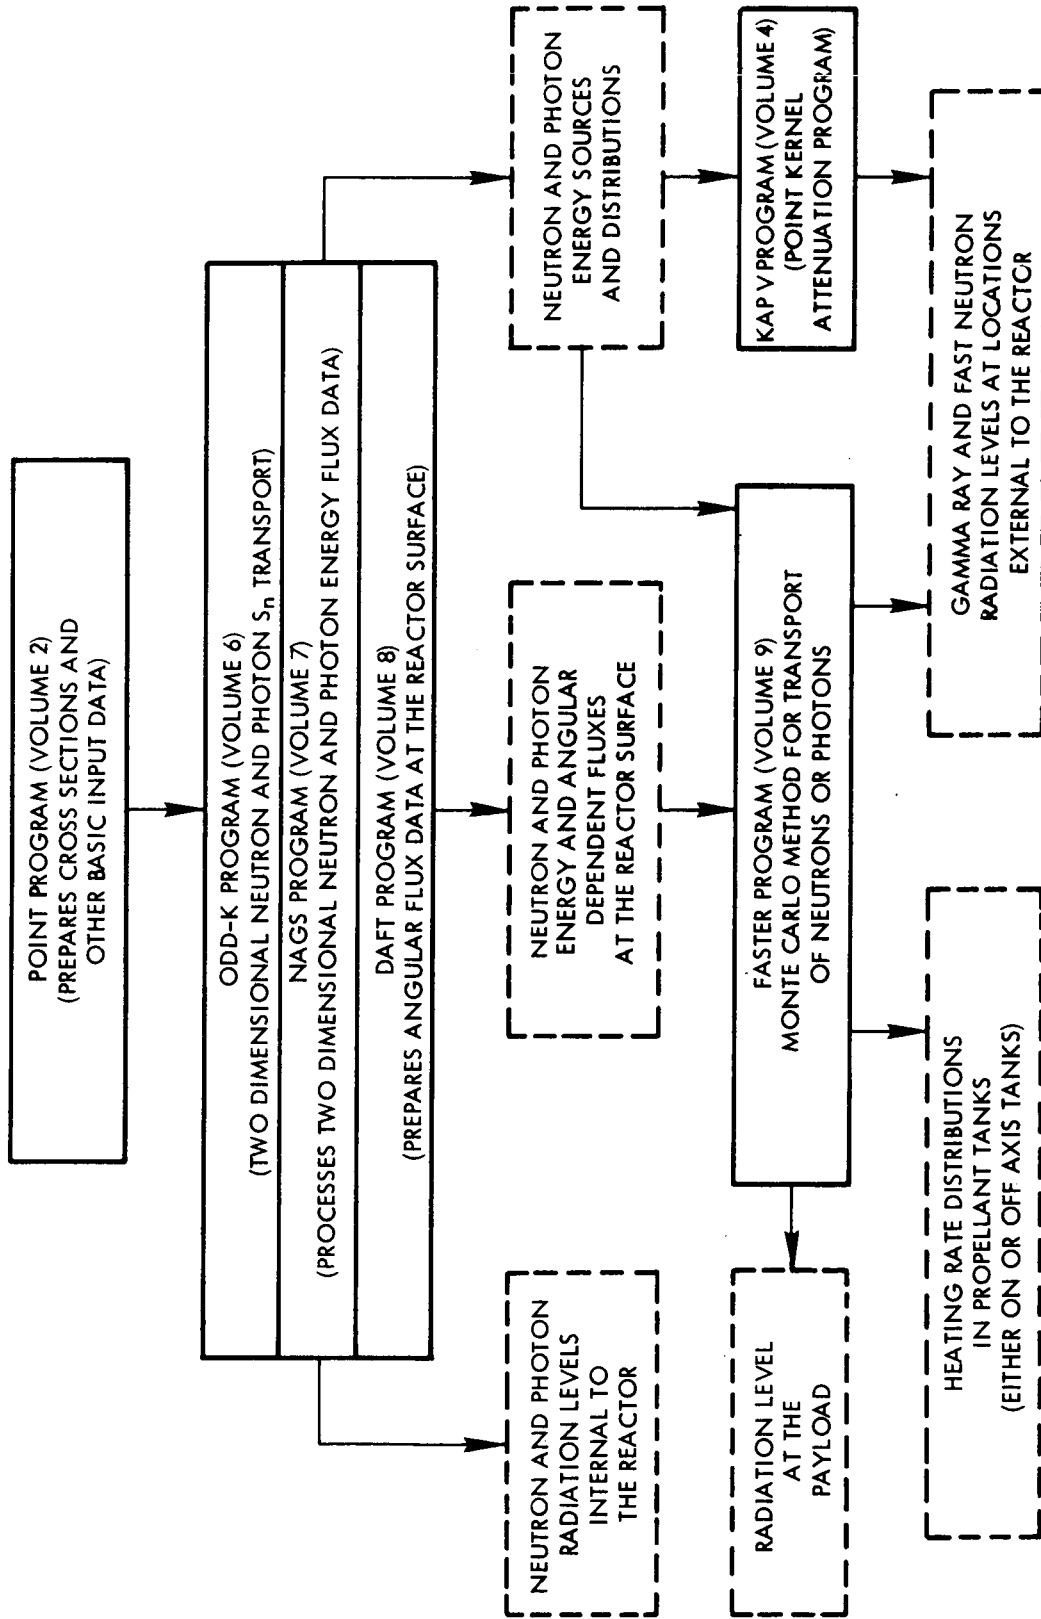 POINT PROGRAM (VOLUME 2)
(PREPARES CROSS SECTIONS AND
OTHER BASIC INPUT DATA)
ODD-K PROGRAM (VOLUME 6)
(TWO DIMENSIONAL NEUTRON AND PHOTON Sn TRANSPORT)
NAGS PROGRAM (VOLUME 7)
(PROCESSES TWO DIMENSIONAL NEUTRON AND PHOTON ENERGY FLUX DATA)
DAFT PROGRAM (VOLUME 8)
(PREPARES ANGULAR FLUX DATA AT THE REACTOR SURFACE)
NEUTRON AND PHOTON
RADIATION LEVELS
INTERNAL TO
THE REACTOR
NEUTRON AND PHOTON
ENERGY AND ANGULAR
DEPENDENT FLUXES
AT THE REACTOR SURFACE
NEUTRON AND PHOTON
ENERGY SOURCES
AND DISTRIBUTIONS
RADIATION LEVEL
AT THE
PAYLOAD
FASTER PROGRAM (VOLUME 9)
MONTE CARLO METHOD FOR TRANSPORT
OF NEUTRONS OR PHOTONS
KAP V PROGRAM (VOLUME 4)
(POINT KERNEL
ATTENUATION PROGRAM)
HEATING RATE DISTRIBUTIONS
IN PROPELLANT TANKS
(EITHER ON OR OFF AXIS TANKS)
GAMMA RAY AND FAST NEUTRON
RADIATION LEVELS AT LOCATIONS
EXTERNAL TO THE REACTOR